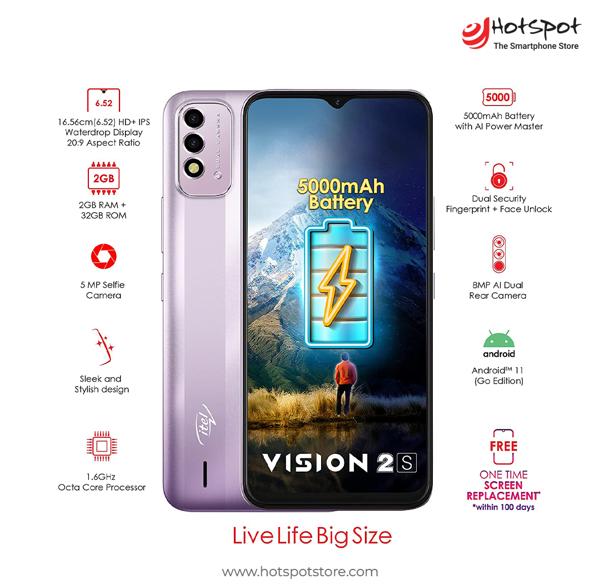 HOTSPOT
The Smartphone Store
6.52
16.56cm(6.52) HD+ IPS
Waterdrop Display
20:9 Aspect Ratio
2GB
2GB RAM +
32GB ROM
5 MP Selfie
Camera
Sleek and
Stylish design
1.6GHz
Octa Core Processor
itel
5000mAh
Battery
VISION 2S
5000
5000mAh Battery
with AI Power Master
Dual Security
Fingerprint + Face Unlock
8MP AI Dual
Rear Camera
android
Android™ 11
(Go Edition)
FREE
ONE TIME
SCREEN
REPLACEMENT*
*within 100 days
Live Life Big Size
www.hotspotstore.com